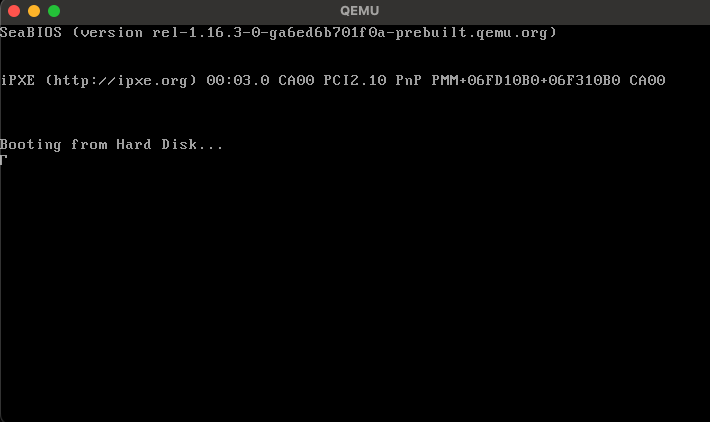 QEMU
SeaBIOS (version rel-1.16.3-0-ga6ed6b701f0a-prebuilt.qemu.org)
iPXE (http://ipxe.org) 00:03.0 CA00 PCI2.10 PnP PMM+06FD10B0+06F310B0 CA00
Booting from Hard Disk...
Γ